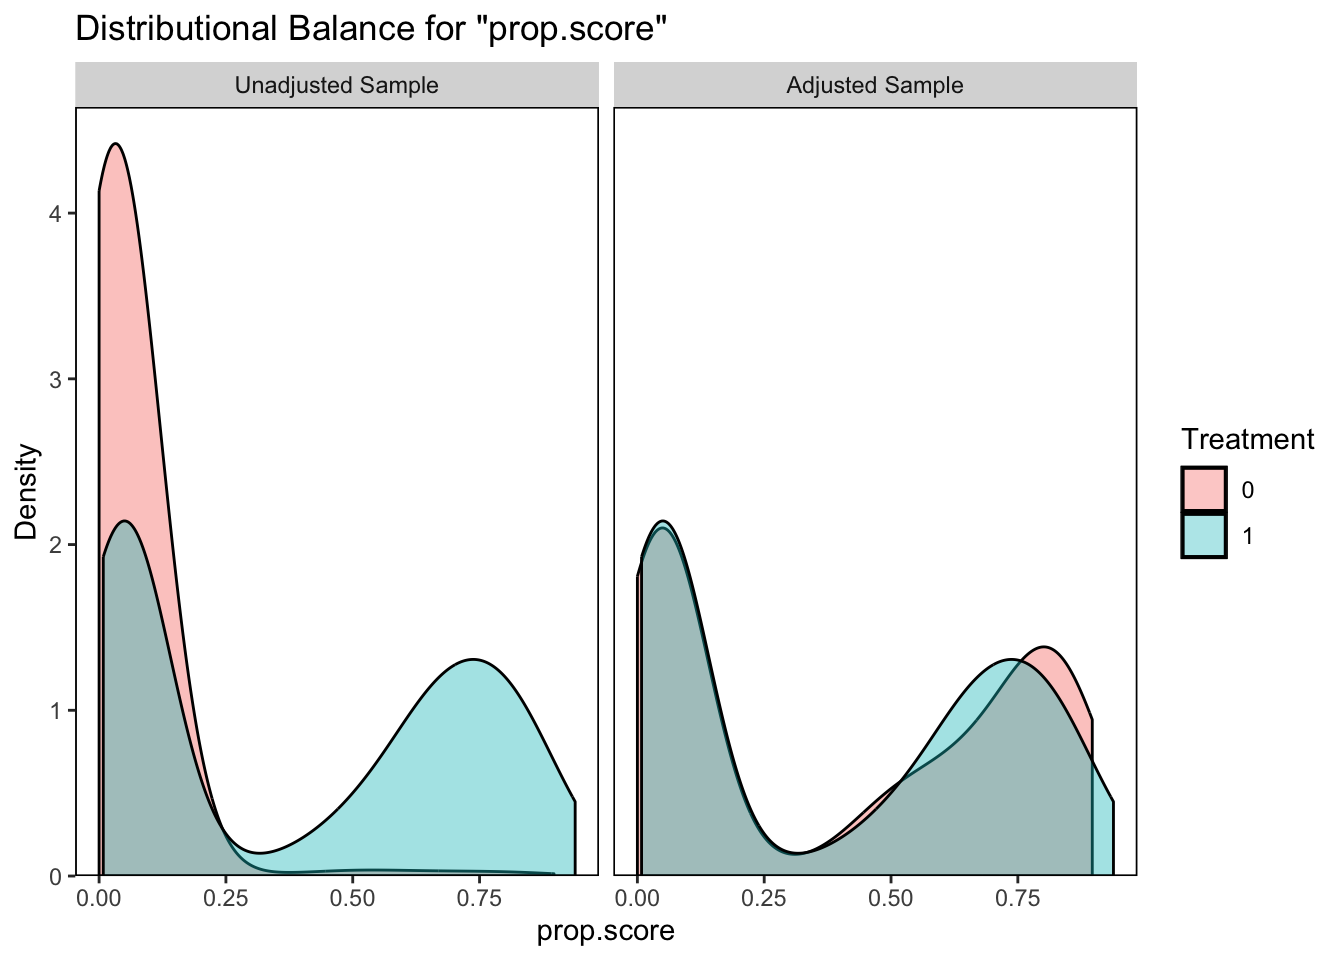 Distributional Balance for "prop.score"
Unadjusted Sample
Adjusted Sample
4
3
2
1
0
Density
0.00 0.25 0.50 0.75
0.00 0.25 0.50 0.75
prop.score
Treatment
0
1